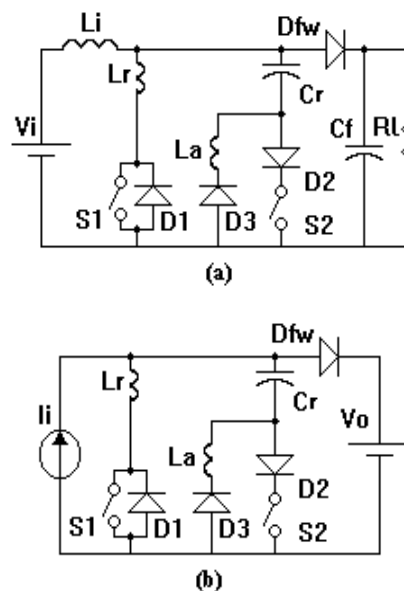 Li
Dfw
Lr
Cr
Vi
La
Cf
Rl
D2
S1
D1
D3
S2
(a)
Dfw
Lr
Cr
Ii
Vo
La
D2
S1
D1
D3
S2
(b)